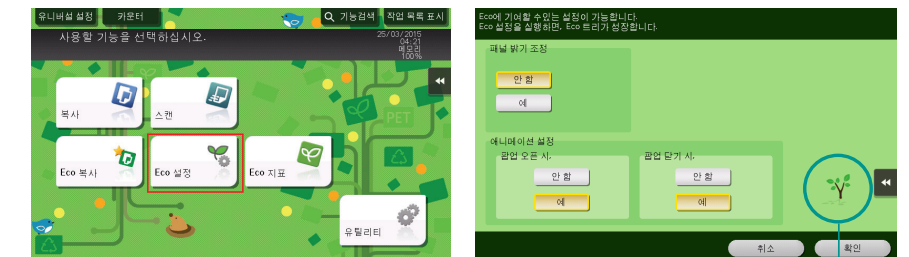 유니버설 설정
카운터
기능검색
작업 목록 표시
사용할 기능을 선택하십시오.
25/03/2015
04:21
메모리
100%
복사
스캔
PET
Eco 복사
Eco 설정
Eco 지표
유틸리티
Eco에 기여할 수있는 설정이 가능합니다.
Eco 설정을 실행하면, Eco 트리가 성장합니다.
패널 밝기 조정
안 함
예
애니메이션 설정
팝업 오픈 시.
팝업 닫기 시.
안 함
안 함
예
예
취소
확인